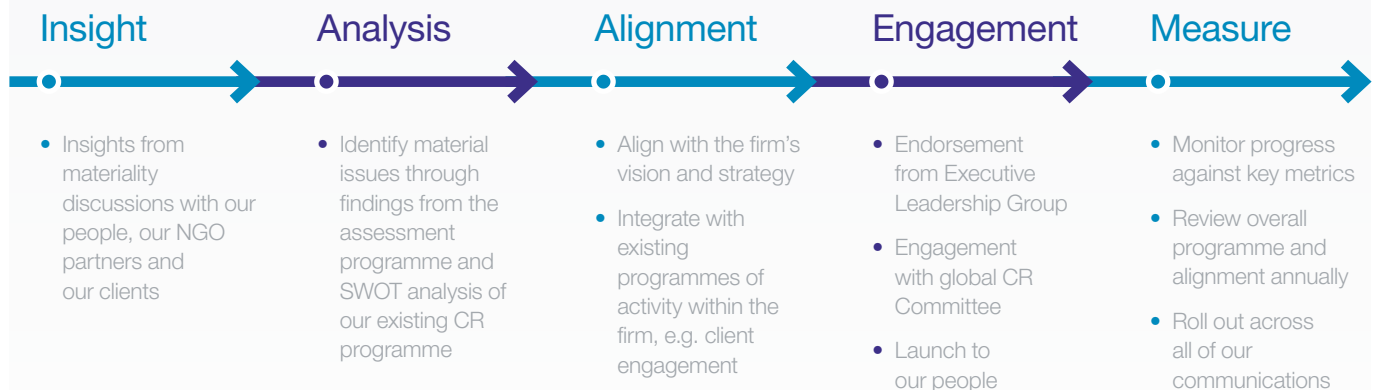 Insight
Analysis
Alignment
Engagement
Measure
• Insights from
materiality
discussions with our
people, our NGO
partners and
our clients
• Identify material
issues through
findings from the
assessment
programme and
SWOT analysis of
our existing CR
programme
• Align with the firm's
vision and strategy
• Integrate with
existing
programmes of
activity within the
firm, e.g. client
engagement
• Endorsement
from Executive
Leadership Group
• Engagement
with global CR
Committee
• Launch to
our people
• Monitor progress
against key metrics
• Review overall
programme and
alignment annually
• Roll out across
all of our
communications